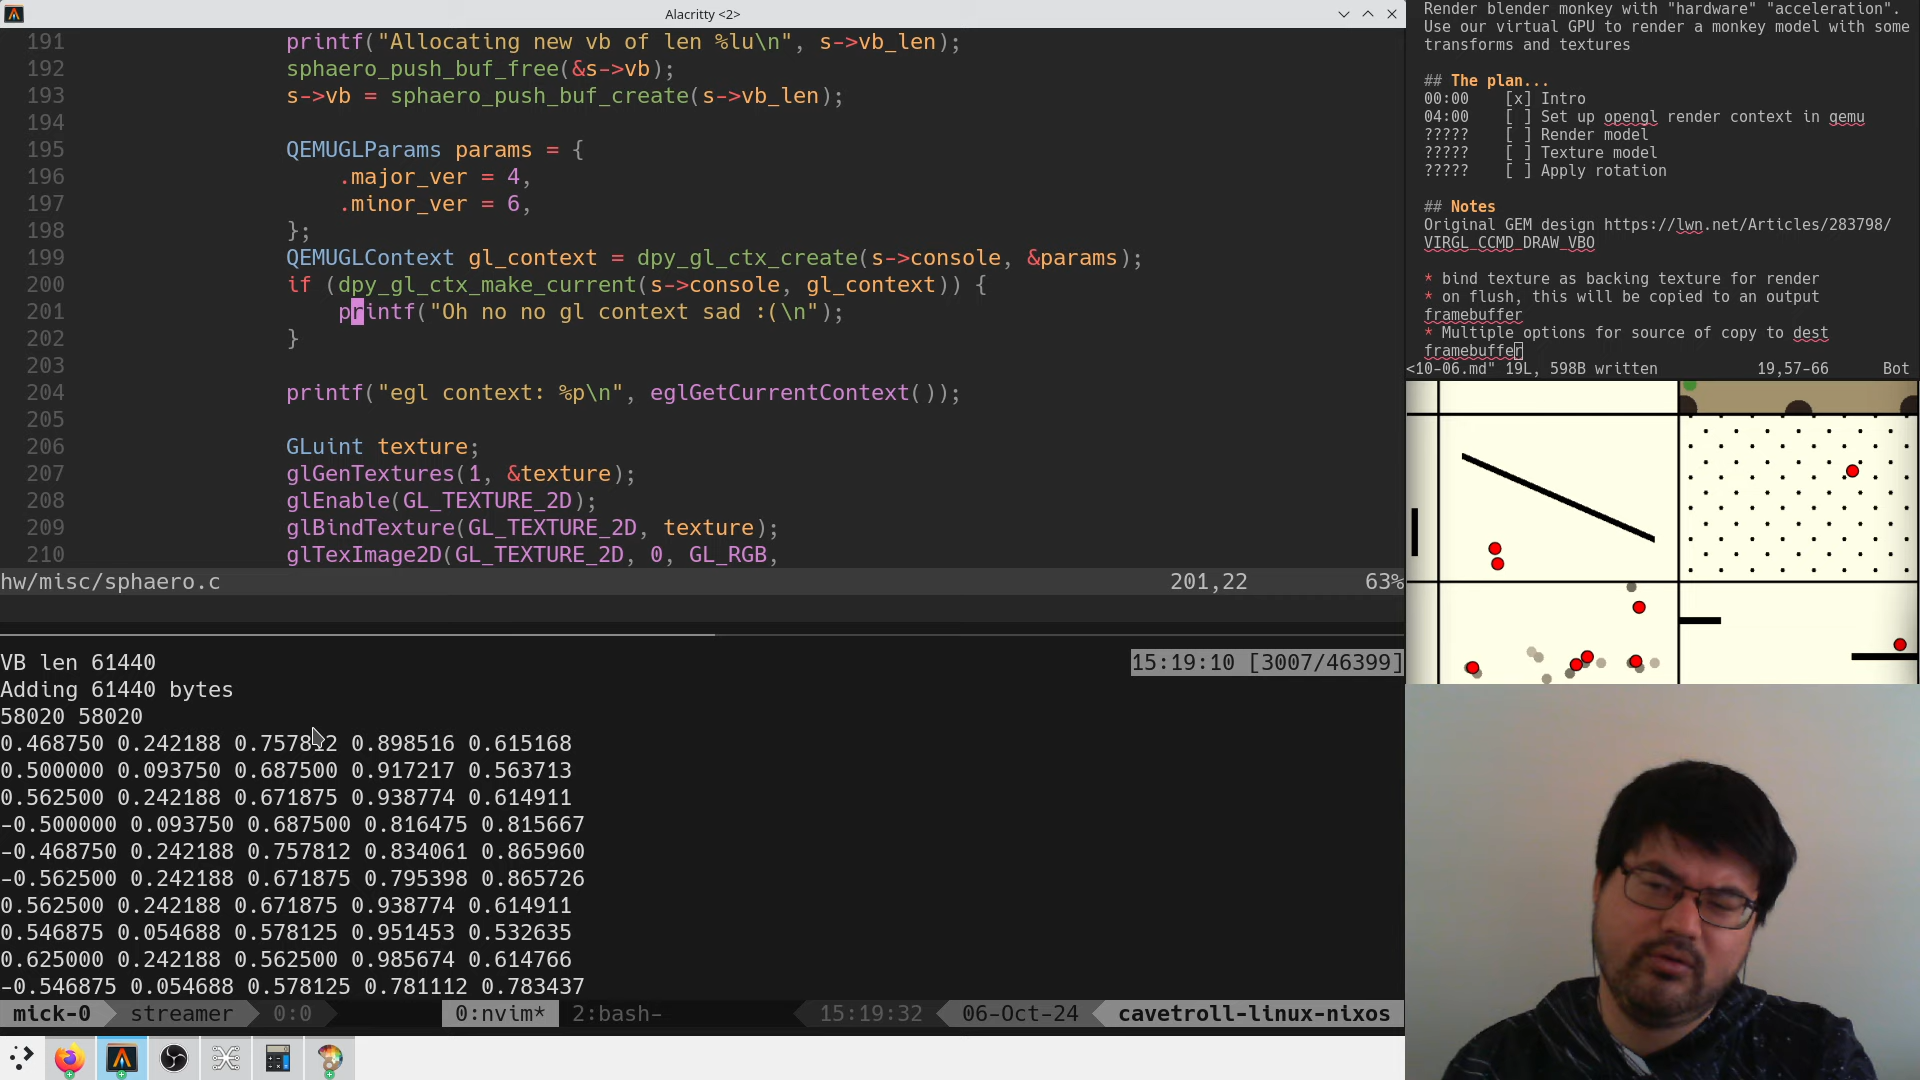 Alacritty <2>
191 printf("Allocating new vb of len %lu\n", s->vb_len);
192 sphaero_push_buf_free(&s->vb);
193 s->vb = sphaero_push_buf_create(s->vb_len);
194
195 QEMUGLParams params = {
196 .major_ver = 4,
197 .minor_ver = 6,
198 };
199 QEMUGLContext gl_context = dpy_gl_ctx_create(s->console, &params);
200 if (dpy_gl_ctx_make_current(s->console, gl_context)) {
201 printf("Oh no no gl context sad :(\n");
202 }
203
204 printf("egl context: %p\n", eglGetCurrentContext());
205
206 GLuint texture;
207 glGenTextures(1, &texture);
208 glEnable(GL_TEXTURE_2D);
209 glBindTexture(GL_TEXTURE_2D, texture);
210 glTexImage2D(GL_TEXTURE_2D, 0, GL_RGB,
hw/misc/sphaero.c 201,22 63%
VB len 61440 15:19:10 [3007/46399]
Adding 61440 bytes
58020 58020
0.468750 0.242188 0.757812 0.898516 0.615168
0.500000 0.093750 0.687500 0.917217 0.563713
0.562500 0.242188 0.671875 0.938774 0.614911
-0.500000 0.093750 0.687500 0.816475 0.815667
-0.468750 0.242188 0.757812 0.834061 0.865960
-0.562500 0.242188 0.671875 0.795398 0.865726
0.562500 0.242188 0.671875 0.938774 0.614911
0.546875 0.054688 0.578125 0.951453 0.532635
0.625000 0.242188 0.562500 0.985674 0.614766
-0.546875 0.054688 0.578125 0.781112 0.783437
mick-0 streamer 0:0 0:nvim* 2:bash- 15:19:32 06-Oct-24 cavetroll-linux-nixos
Render blender monkey with "hardware" "acceleration".
Use our virtual GPU to render a monkey model with some
transforms and textures
## The plan...
00:00 [x] Intro
04:00 [ ] Set up opengl render context in qemu
????? [ ] Render model
????? [ ] Texture model
????? [ ] Apply rotation
## Notes
Original GEM design https://lwn.net/Articles/283798/
VIRGL_CCMD_DRAW_VBO
* bind texture as backing texture for render
* on flush, this will be copied to an output
framebuffer
* Multiple options for source of copy to dest
framebuffer
<10-06.md" 19L, 598B written 19,57-66 Bot